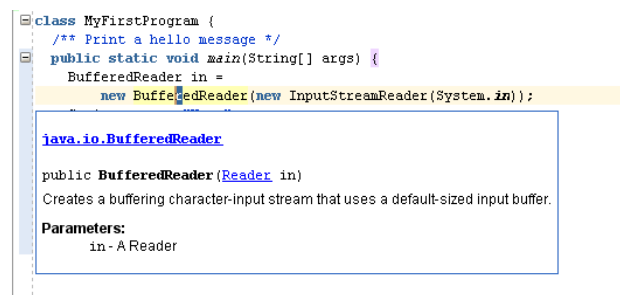 class MyFirstProgram {
/** Print a hello message */
public static void main(String[] args) {
BufferedReader in =
new BufferedReader(new InputStreamReader(System.in));
java.io.BufferedReader
public BufferedReader(Reader in)
Creates a buffering character-input stream that uses a default-sized input buffer.
Parameters:
in - A Reader